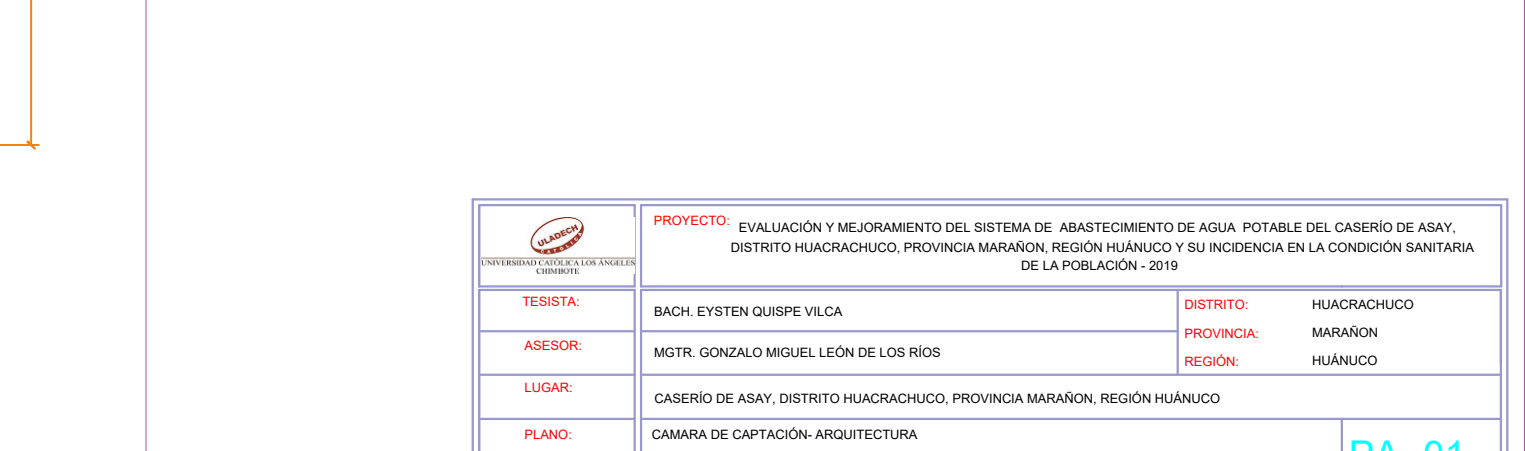 ULADECH
CATOLICA
UNIVERSIDAD CATÓLICA LOS ÁNGELES
CHIMBOTE
PROYECTO: EVALUACIÓN Y MEJORAMIENTO DEL SISTEMA DE ABASTECIMIENTO DE AGUA POTABLE DEL CASERÍO DE ASAY,
DISTRITO HUACRACHUCO, PROVINCIA MARAÑON, REGIÓN HUÁNUCO Y SU INCIDENCIA EN LA CONDICIÓN SANITARIA
DE LA POBLACIÓN - 2019
TESISTA: BACH. EYSTEN QUISPE VILCA
DISTRITO: HUACRACHUCO
PROVINCIA: MARAÑON
ASESOR: MGTR. GONZALO MIGUEL LEÓN DE LOS RÍOS
REGIÓN: HUÁNUCO
LUGAR: CASERÍO DE ASAY, DISTRITO HUACRACHUCO, PROVINCIA MARAÑON, REGIÓN HUÁNUCO
PLANO: CAMARA DE CAPTACIÓN- ARQUITECTURA